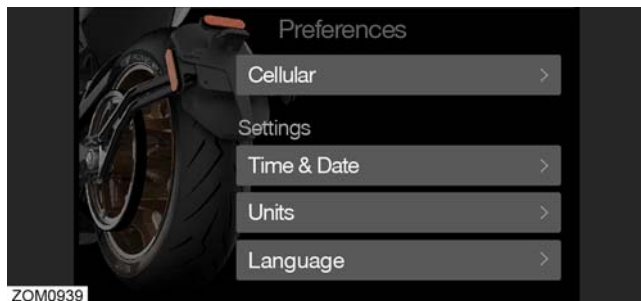 Preferences
Cellular
Settings
Time & Date
Units
Language
ZOM0939